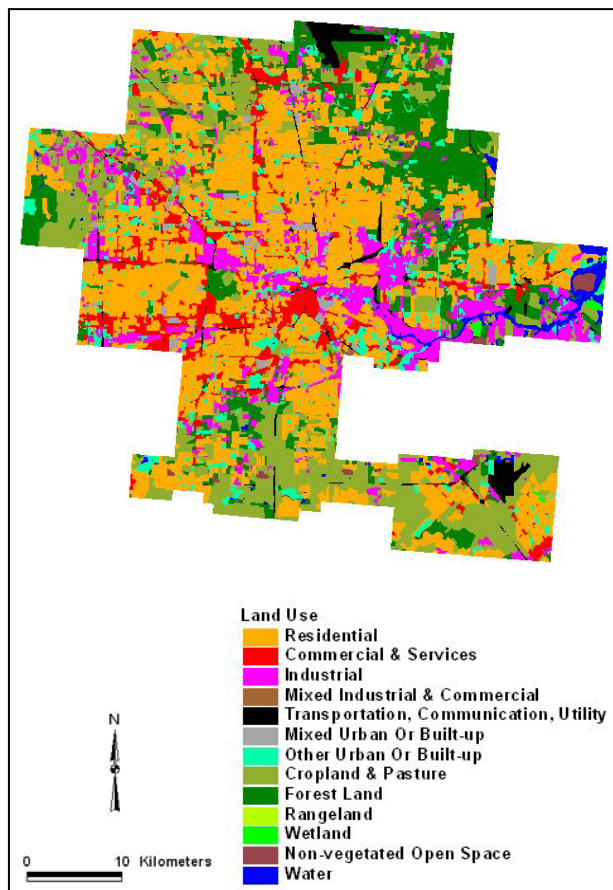 Land Use
Residential
Commercial & Services
Industrial
Mixed Industrial & Commercial
Transportation, Communication, Utility
Mixed Urban Or Built-up
Other Urban Or Built-up
Cropland & Pasture
Forest Land
Rangeland
Wetland
Non-vegetated Open Space
Water
N
0 10 Kilometers